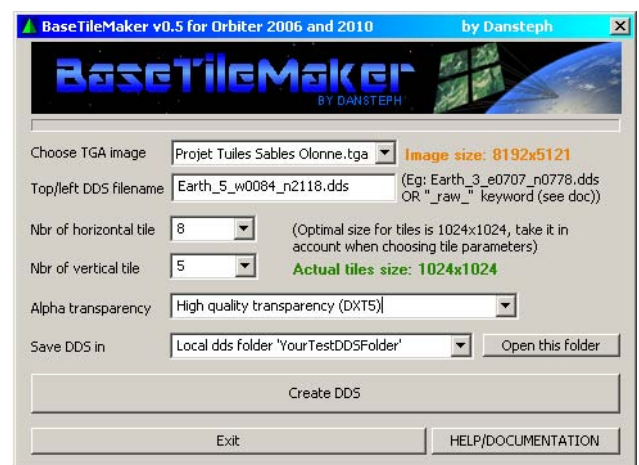 BaseTileMaker v0.5 for Orbiter 2006 and 2010 by Dansteph
BaseTileMaker
BY DANSTEPH
Choose TGA image Projet Tuiles Sables Olonne.tga Image size: 8192x5121
Top/left DDS filename Earth_5_w0084_n2118.dds (Eg: Earth_3_e0707_n0778.dds
OR "_raw_" keyword (see doc))
Nbr of horizontal tile 8 (Optimal size for tiles is 1024x1024, take it in
account when choosing tile parameters)
Nbr of vertical tile 5 Actual tiles size: 1024x1024
Alpha transparency High quality transparency (DXT5)
Save DDS in Local dds folder 'YourTestDDSFolder' Open this folder
Create DDS
Exit HELP/DOCUMENTATION